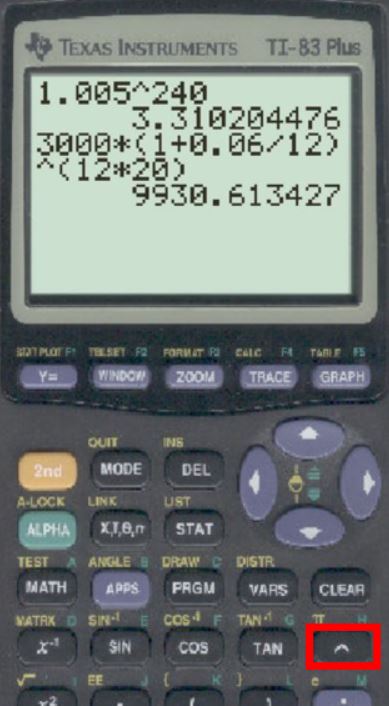 TEXAS INSTRUMENTS TI-83 Plus
1.005^240
3.310204476
3000*(1+0.06/12)
^(12*20)
9930.613427
STAT PLOT F1 TBLSET F2 FORMAT F3 CALC F4 TABLE F5
Y= WINDOW ZOOM TRACE GRAPH
QUIT INS
2nd MODE DEL
A-LOCK LINK LIST
ALPHA X,T,θ,n STAT
TEST A ANGLE B DRAW C DISTR
MATH APPS PRGM VARS CLEAR
MATRX D SIN-1 E COS-1 F TAN-1 G π H
x-1 SIN COS TAN ^
√ I EE J { K } L e M
x2 , ( ) ÷